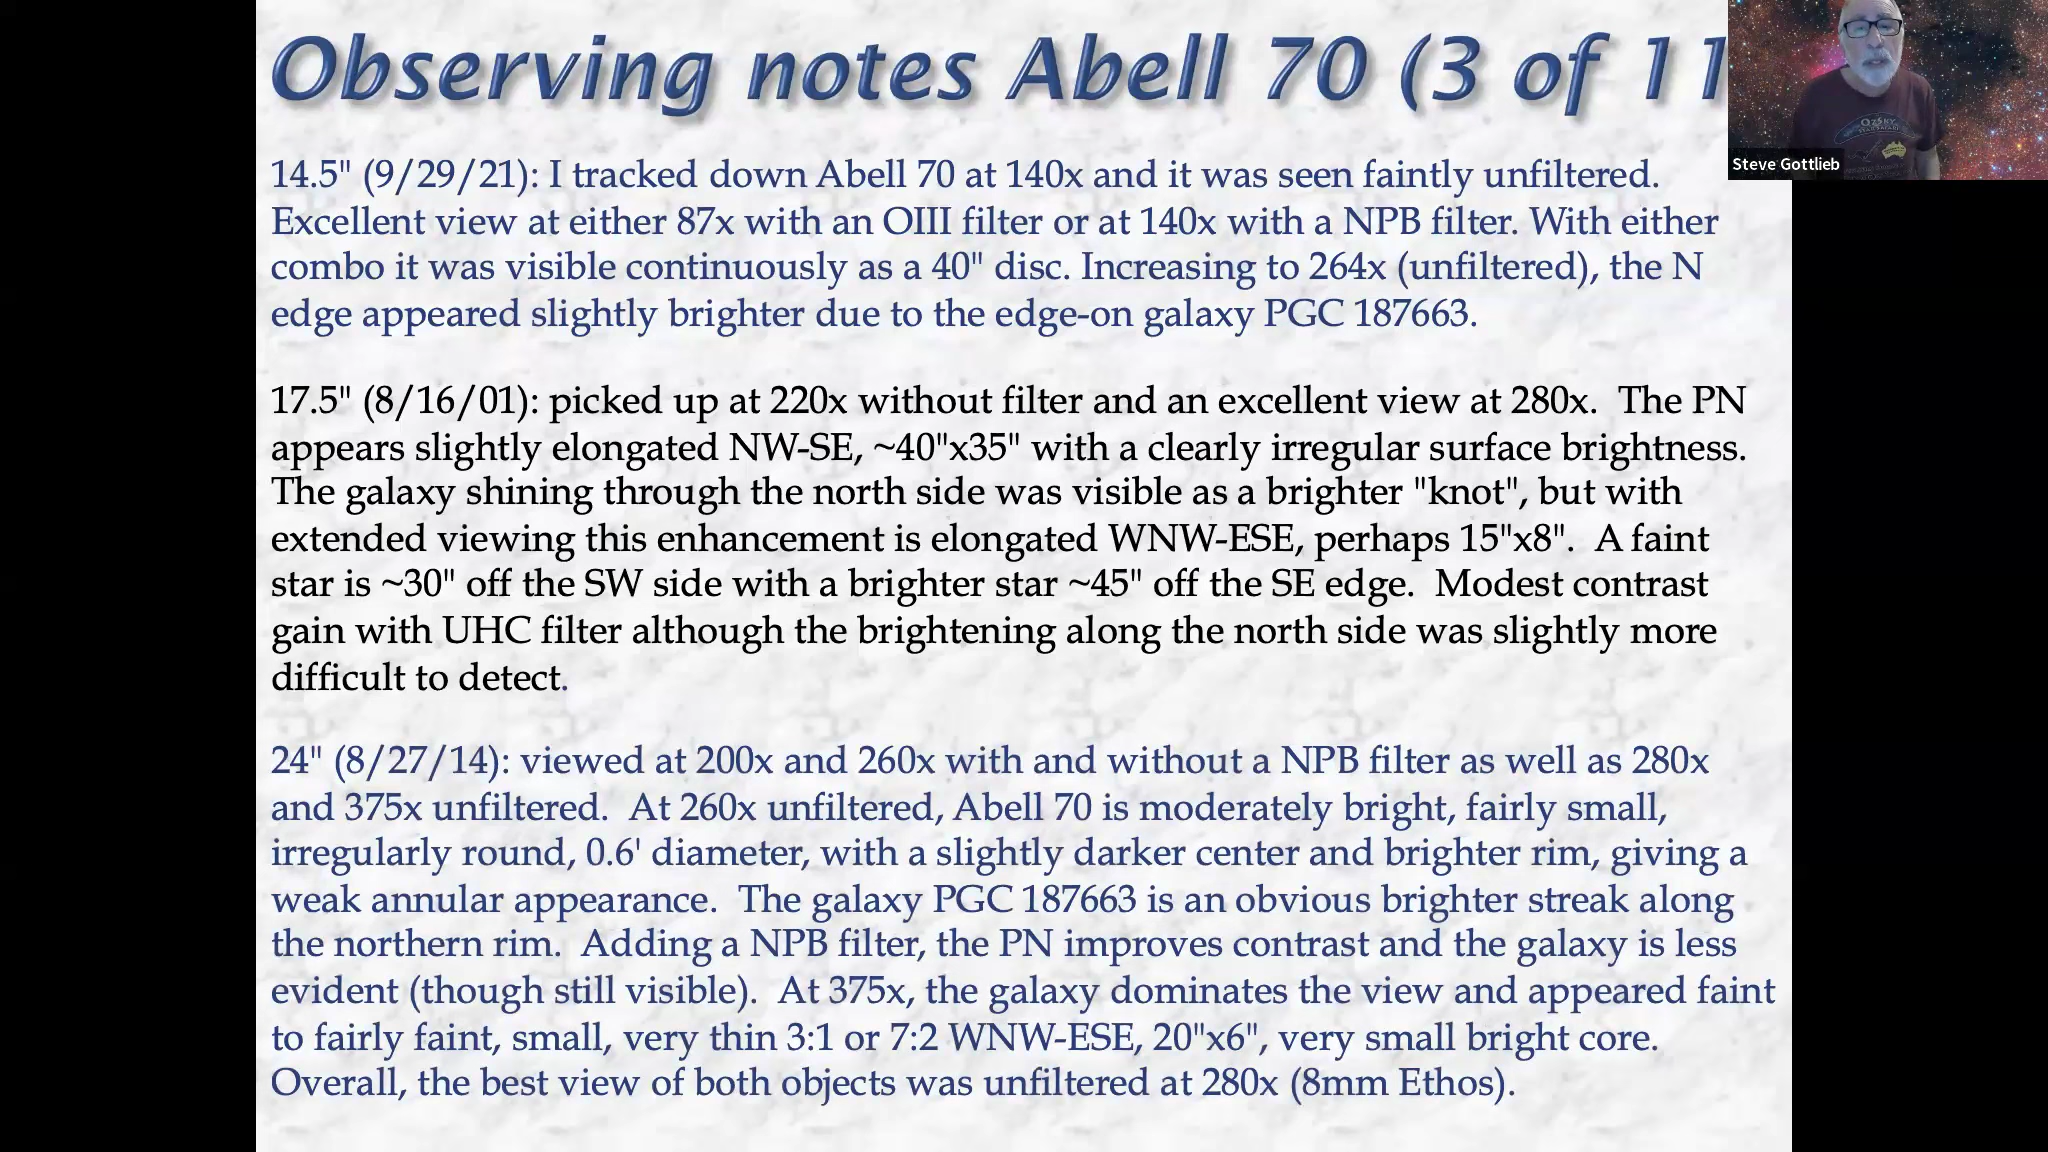 Observing notes Abell 70 (3 of 11
14.5" (9/29/21): I tracked down Abell 70 at 140x and it was seen faintly unfiltered.
Excellent view at either 87x with an OIII filter or at 140x with a NPB filter. With either
combo it was visible continuously as a 40" disc. Increasing to 264x (unfiltered), the N
edge appeared slightly brighter due to the edge-on galaxy PGC 187663.
17.5" (8/16/01): picked up at 220x without filter and an excellent view at 280x. The PN
appears slightly elongated NW-SE, ~40"x35" with a clearly irregular surface brightness.
The galaxy shining through the north side was visible as a brighter "knot", but with
extended viewing this enhancement is elongated WNW-ESE, perhaps 15"x8". A faint
star is ~30" off the SW side with a brighter star ~45" off the SE edge. Modest contrast
gain with UHC filter although the brightening along the north side was slightly more
difficult to detect.
24" (8/27/14): viewed at 200x and 260x with and without a NPB filter as well as 280x
and 375x unfiltered. At 260x unfiltered, Abell 70 is moderately bright, fairly small,
irregularly round, 0.6' diameter, with a slightly darker center and brighter rim, giving a
weak annular appearance. The galaxy PGC 187663 is an obvious brighter streak along
the northern rim. Adding a NPB filter, the PN improves contrast and the galaxy is less
evident (though still visible). At 375x, the galaxy dominates the view and appeared faint
to fairly faint, small, very thin 3:1 or 7:2 WNW-ESE, 20"x6", very small bright core.
Overall, the best view of both objects was unfiltered at 280x (8mm Ethos).
OzSky
Steve Gottlieb